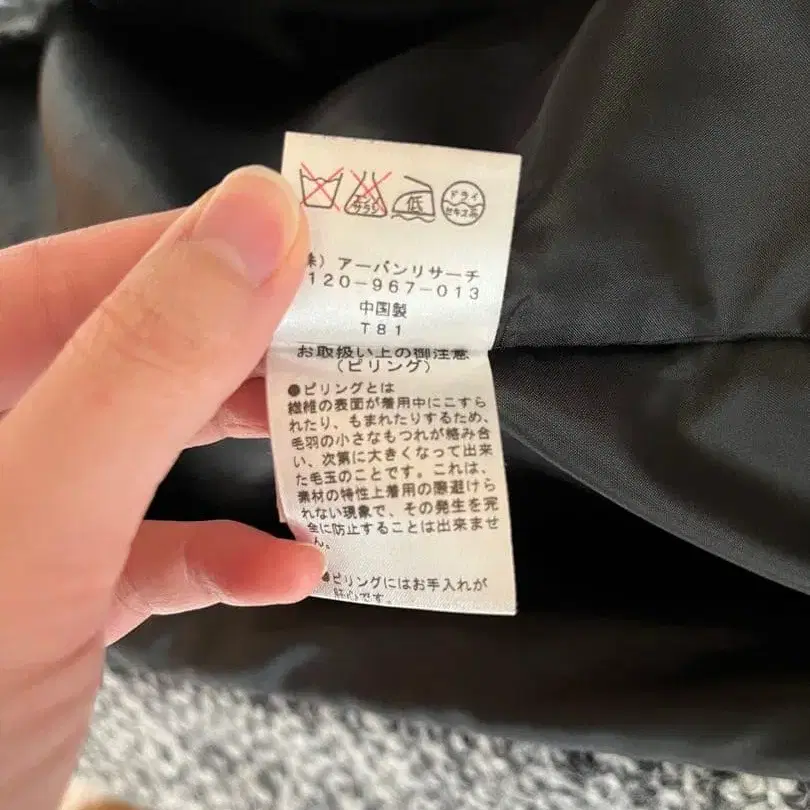 サラシ
低
ドライ
セキユ系
株）アーバンリサーチ
120-967-013
中国製
T81
お取扱い上の御注意
（ピリング）
●ピリングとは
繊維の表面が着用中にこすら
れたり、もまれたりするため、
毛羽の小さなもつれが絡み合
い、次第に大きくなって出来
た毛玉のことです。これは、
素材の特性上着用の際避けら
れない現象で、その発生を完
全に防止することは出来ませ
ん。
●ピリングにはお手入れが
肝心です。